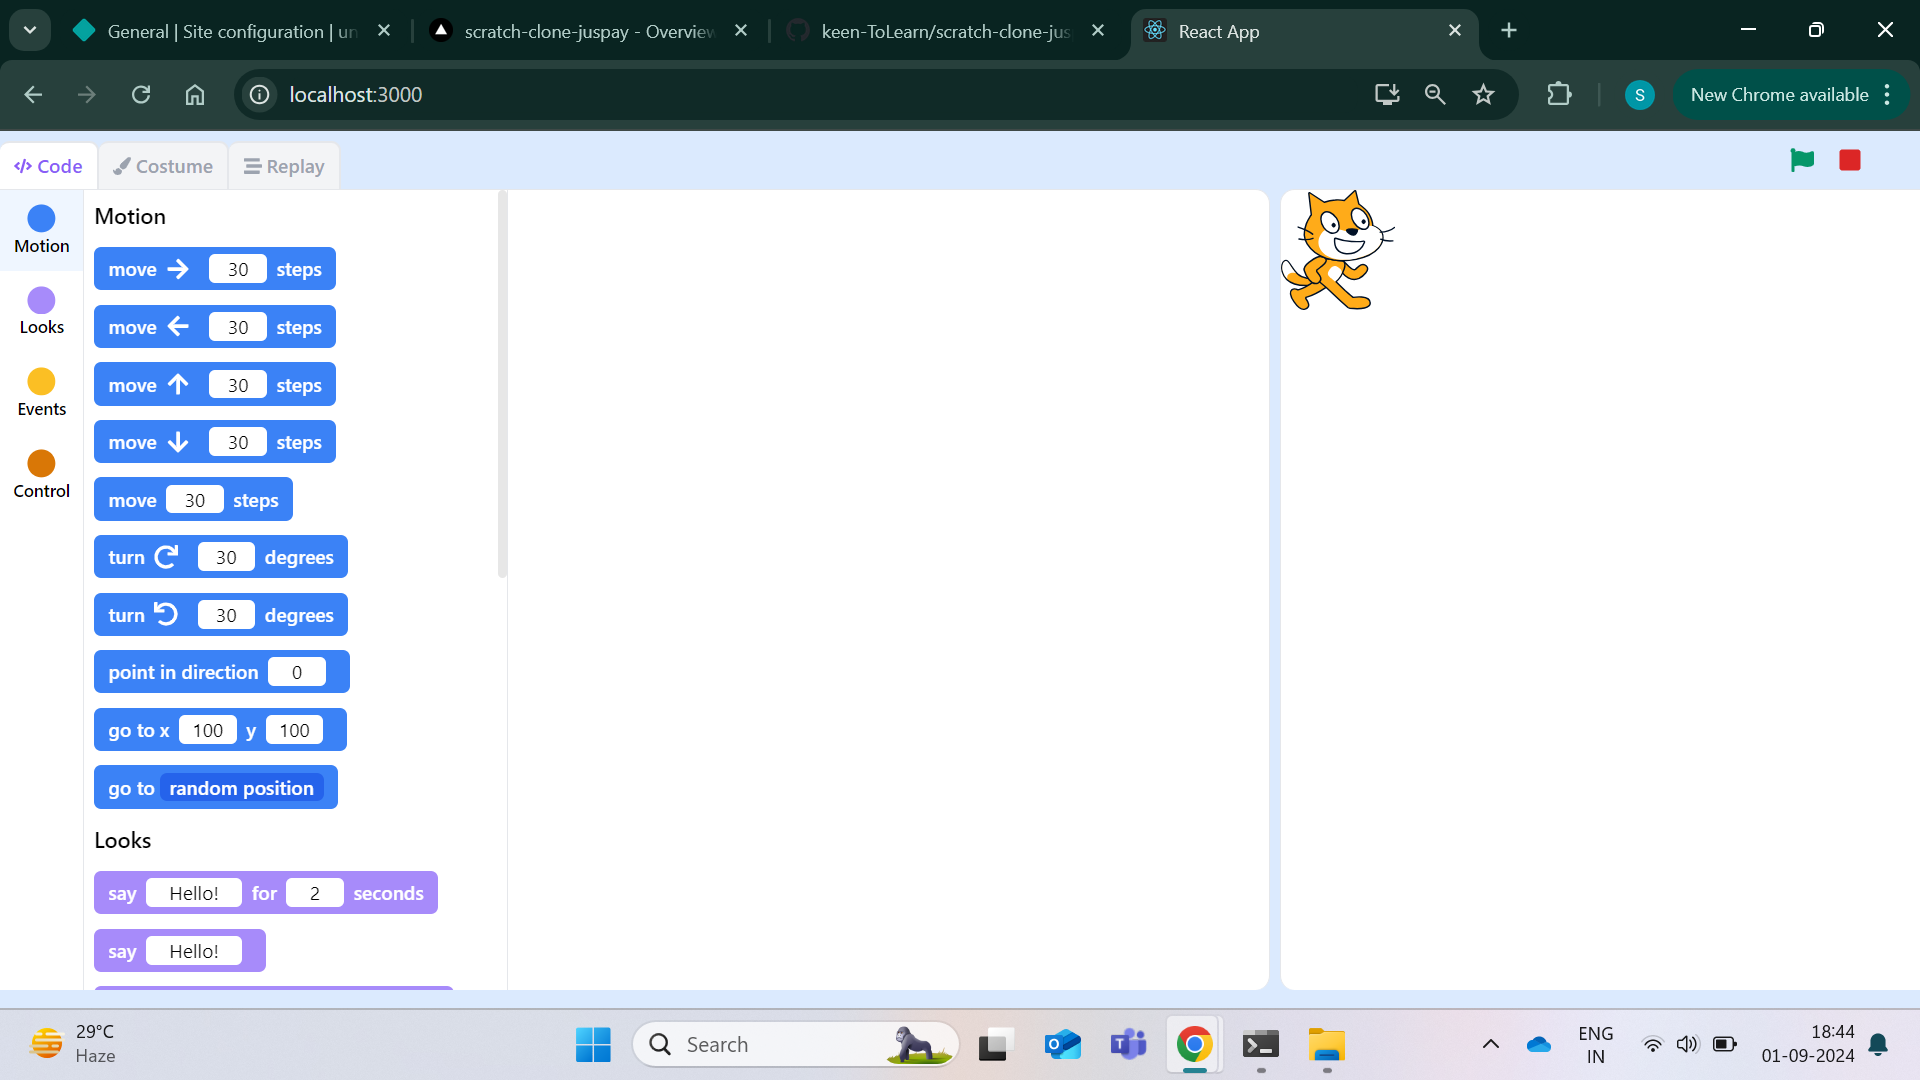 General | Site configuration | un
scratch-clone-juspay - Overview
keen-ToLearn/scratch-clone-jus
React App
localhost:3000
S
New Chrome available
</> Code
Costume
Replay
Motion
Looks
Events
Control
Motion
move 30 steps
move 30 steps
move 30 steps
move 30 steps
move 30 steps
turn 30 degrees
turn 30 degrees
point in direction 0
go to x 100 y 100
go to random position
Looks
say Hello! for 2 seconds
say Hello!
29°C
Haze
Search
ENG
IN
18:44
01-09-2024